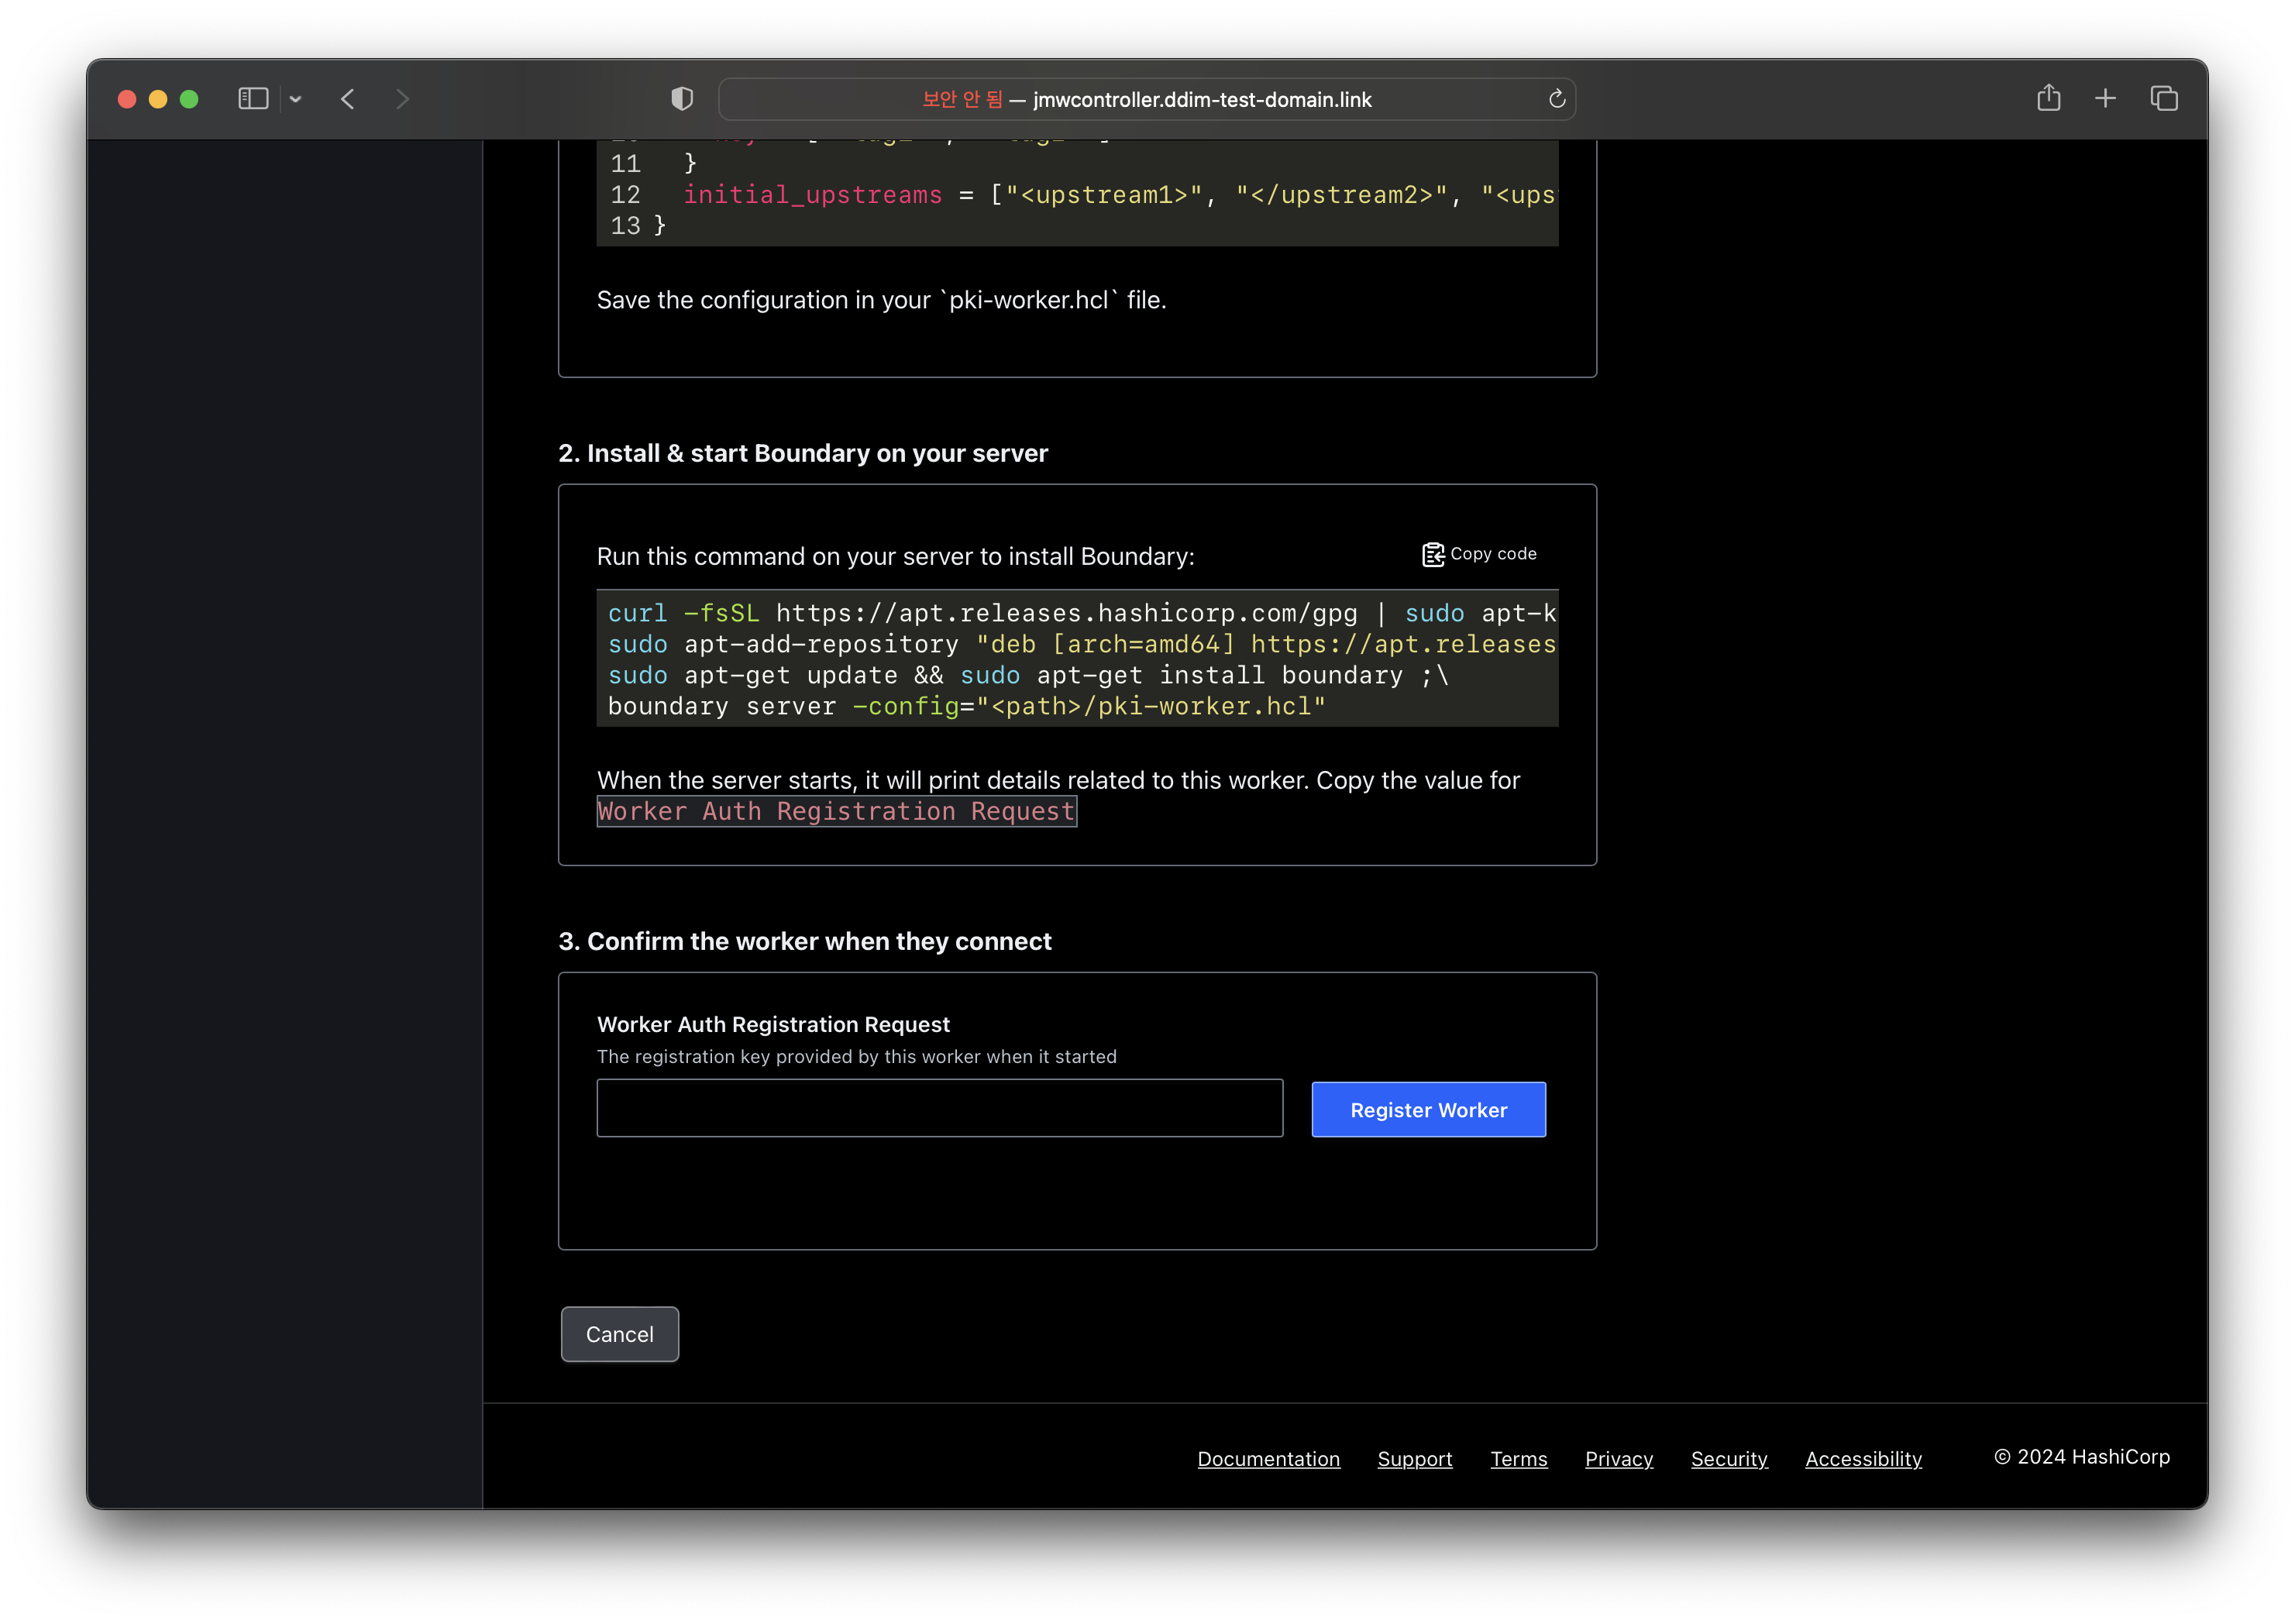 보안 안 됨 — jmwcontroller.ddim-test-domain.link
11 }
12 initial_upstreams = ["<upstream1>", "</upstream2>", "<ups
13 }
Save the configuration in your `pki-worker.hcl` file.
2. Install & start Boundary on your server
Run this command on your server to install Boundary:
Copy code
curl -fsSL https://apt.releases.hashicorp.com/gpg | sudo apt-k
sudo apt-add-repository "deb [arch=amd64] https://apt.releases
sudo apt-get update && sudo apt-get install boundary ;\
boundary server -config="<path>/pki-worker.hcl"
When the server starts, it will print details related to this worker. Copy the value for
Worker Auth Registration Request
3. Confirm the worker when they connect
Worker Auth Registration Request
The registration key provided by this worker when it started
Register Worker
Cancel
Documentation Support Terms Privacy Security Accessibility © 2024 HashiCorp